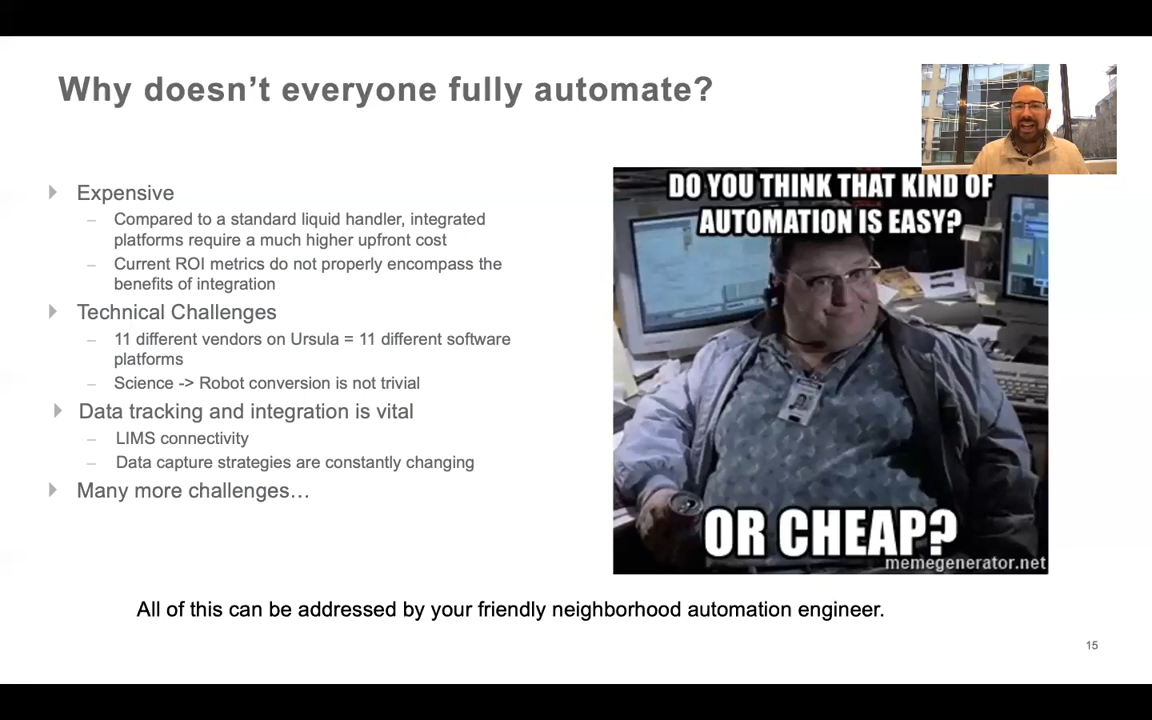 Why doesn’t everyone fully automate?
Expensive
– Compared to a standard liquid handler, integrated
platforms require a much higher upfront cost
– Current ROI metrics do not properly encompass the
benefits of integration
Technical Challenges
– 11 different vendors on Ursula = 11 different software
platforms
– Science -> Robot conversion is not trivial
Data tracking and integration is vital
– LIMS connectivity
– Data capture strategies are constantly changing
Many more challenges…
DO YOU THINK THAT KIND OF
AUTOMATION IS EASY?
OR CHEAP?
memegenerator.net
All of this can be addressed by your friendly neighborhood automation engineer.
15